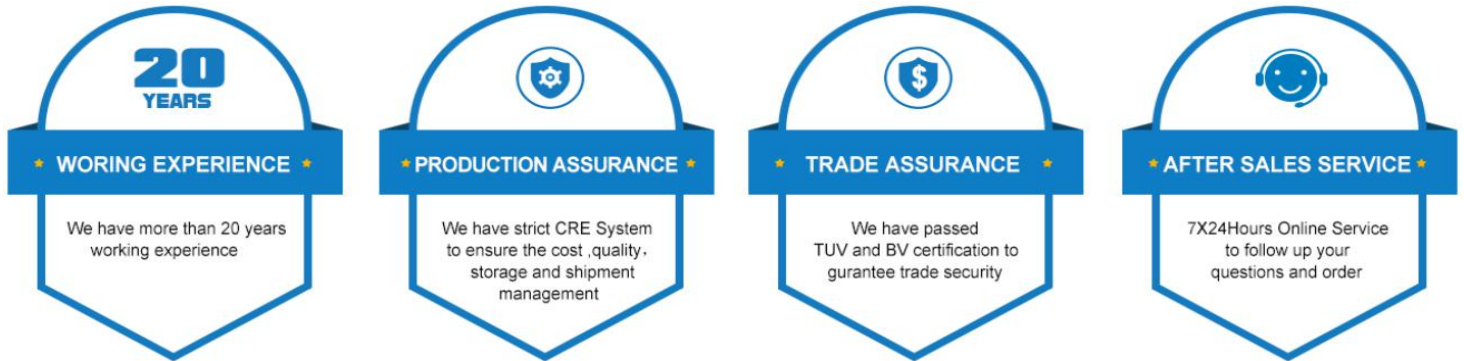 20
YEARS
WORING EXPERIENCE
We have more than 20 years
working experience
PRODUCTION ASSURANCE
We have strict CRE System
to ensure the cost ,quality,
storage and shipment
management
$
TRADE ASSURANCE
We have passed
TUV and BV certification to
gurantee trade security
AFTER SALES SERVICE
7X24Hours Online Service
to follow up your
questions and order